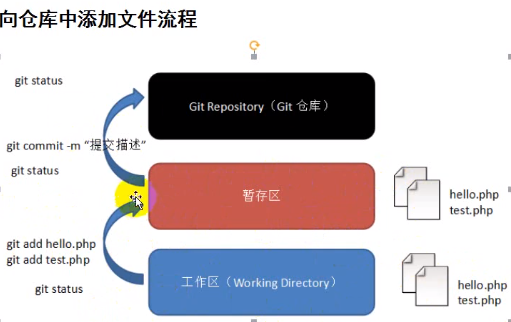 向仓库中添加文件流程
git status
Git Repository（Git 仓库）
git commit -m “提交描述”
git status
暂存区
hello.php
test.php
git add hello.php
git add test.php
工作区（Working Directory）
git status
hello.php
test.php